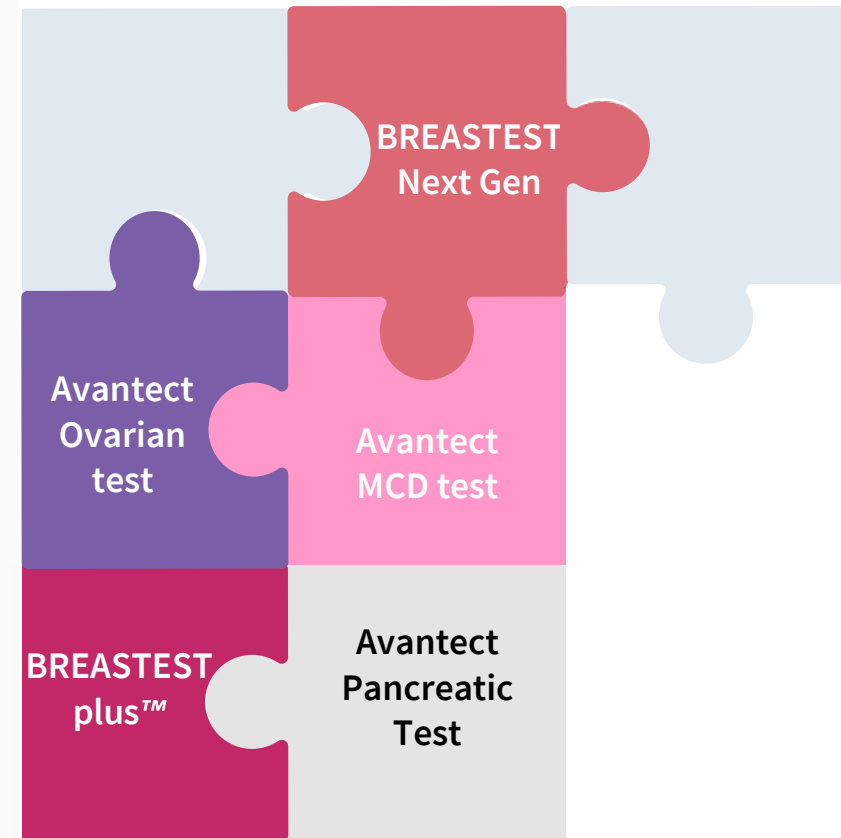 BREASTEST
Next Gen
Avantect
Ovarian
test
Avantect
MCD test
BREASTEST
plus™
Avantect
Pancreatic
Test